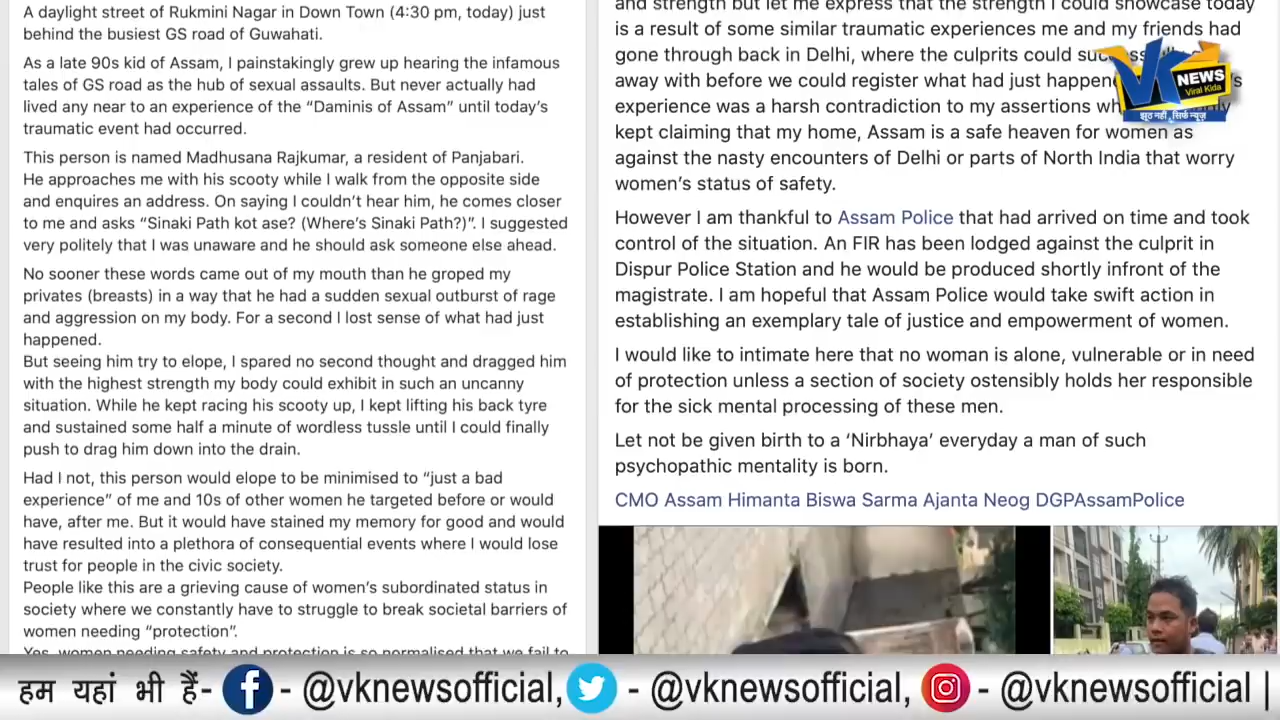 A daylight street of Rukmini Nagar in Down Town (4:30 pm, today) just
behind the busiest GS road of Guwahati.
As a late 90s kid of Assam, I painstakingly grew up hearing the infamous
tales of GS road as the hub of sexual assaults. But never actually had
lived any near to an experience of the “Daminis of Assam” until today’s
traumatic event had occurred.
This person is named Madhusana Rajkumar, a resident of Panjabari.
He approaches me with his scooty while I walk from the opposite side
and enquires an address. On saying I couldn’t hear him, he comes closer
to me and asks “Sinaki Path kot ase? (Where’s Sinaki Path?)”. I suggested
very politely that I was unaware and he should ask someone else ahead.
No sooner these words came out of my mouth than he groped my
privates (breasts) in a way that he had a sudden sexual outburst of rage
and aggression on my body. For a second I lost sense of what had just
happened.
But seeing him try to elope, I spared no second thought and dragged him
with the highest strength my body could exhibit in such an uncanny
situation. While he kept racing his scooty up, I kept lifting his back tyre
and sustained some half a minute of wordless tussle until I could finally
push to drag him down into the drain.
Had I not, this person would elope to be minimised to “just a bad
experience” of me and 10s of other women he targeted before or would
have, after me. But it would have stained my memory for good and would
have resulted into a plethora of consequential events where I would lose
trust for people in the civic society.
People like this are a grieving cause of women’s subordinated status in
society where we constantly have to struggle to break societal barriers of
women needing “protection”.
Yes, women needing safety and protection is so normalised that we fail to
and strength but let me express that the strength I could showcase today
is a result of some similar traumatic experiences me and my friends had
gone through back in Delhi, where the culprits could
away with before we could register what had just
experience was a harsh contradiction to my assertions
kept claiming that my home, Assam is a safe heaven for women as
against the nasty encounters of Delhi or parts of North India that worry
women’s status of safety.
However I am thankful to Assam Police that had arrived on time and took
control of the situation. An FIR has been lodged against the culprit in
Dispur Police Station and he would be produced shortly infront of the
magistrate. I am hopeful that Assam Police would take swift action in
establishing an exemplary tale of justice and empowerment of women.
I would like to intimate here that no woman is alone, vulnerable or in need
of protection unless a section of society ostensibly holds her responsible
for the sick mental processing of these men.
Let not be given birth to a ‘Nirbhaya’ everyday a man of such
psychopathic mentality is born.
CMO Assam Himanta Biswa Sarma Ajanta Neog DGPAssamPolice
VK NEWS
Viral Kida
झूठ नहीं, सिर्फ न्यूज़
हम यहां भी हैं- f - @vknewsofficial, - @vknewsofficial, - @vknewsofficial |